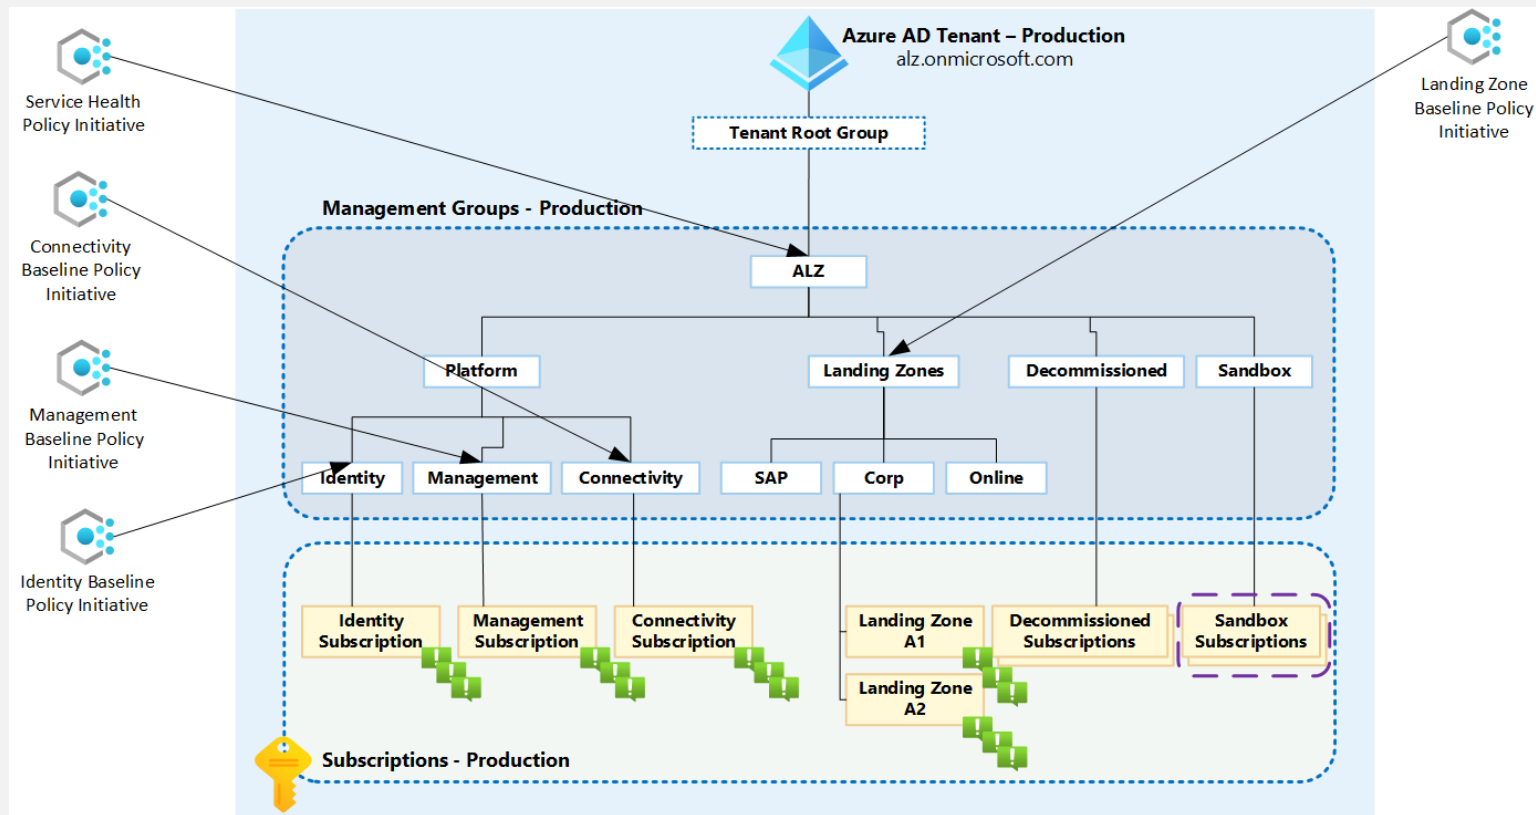 Azure AD Tenant – Production
alz.onmicrosoft.com
Tenant Root Group
Service Health
Policy Initiative
Landing Zone
Baseline Policy
Initiative
Management Groups - Production
Connectivity
Baseline Policy
Initiative
ALZ
Platform
Landing Zones
Decommissioned
Sandbox
Management
Baseline Policy
Initiative
Identity
Management
Connectivity
SAP
Corp
Online
Identity Baseline
Policy Initiative
Identity
Subscription
Management
Subscription
Connectivity
Subscription
Landing Zone
A1
Decommissioned
Subscriptions
Sandbox
Subscriptions
Landing Zone
A2
Subscriptions - Production